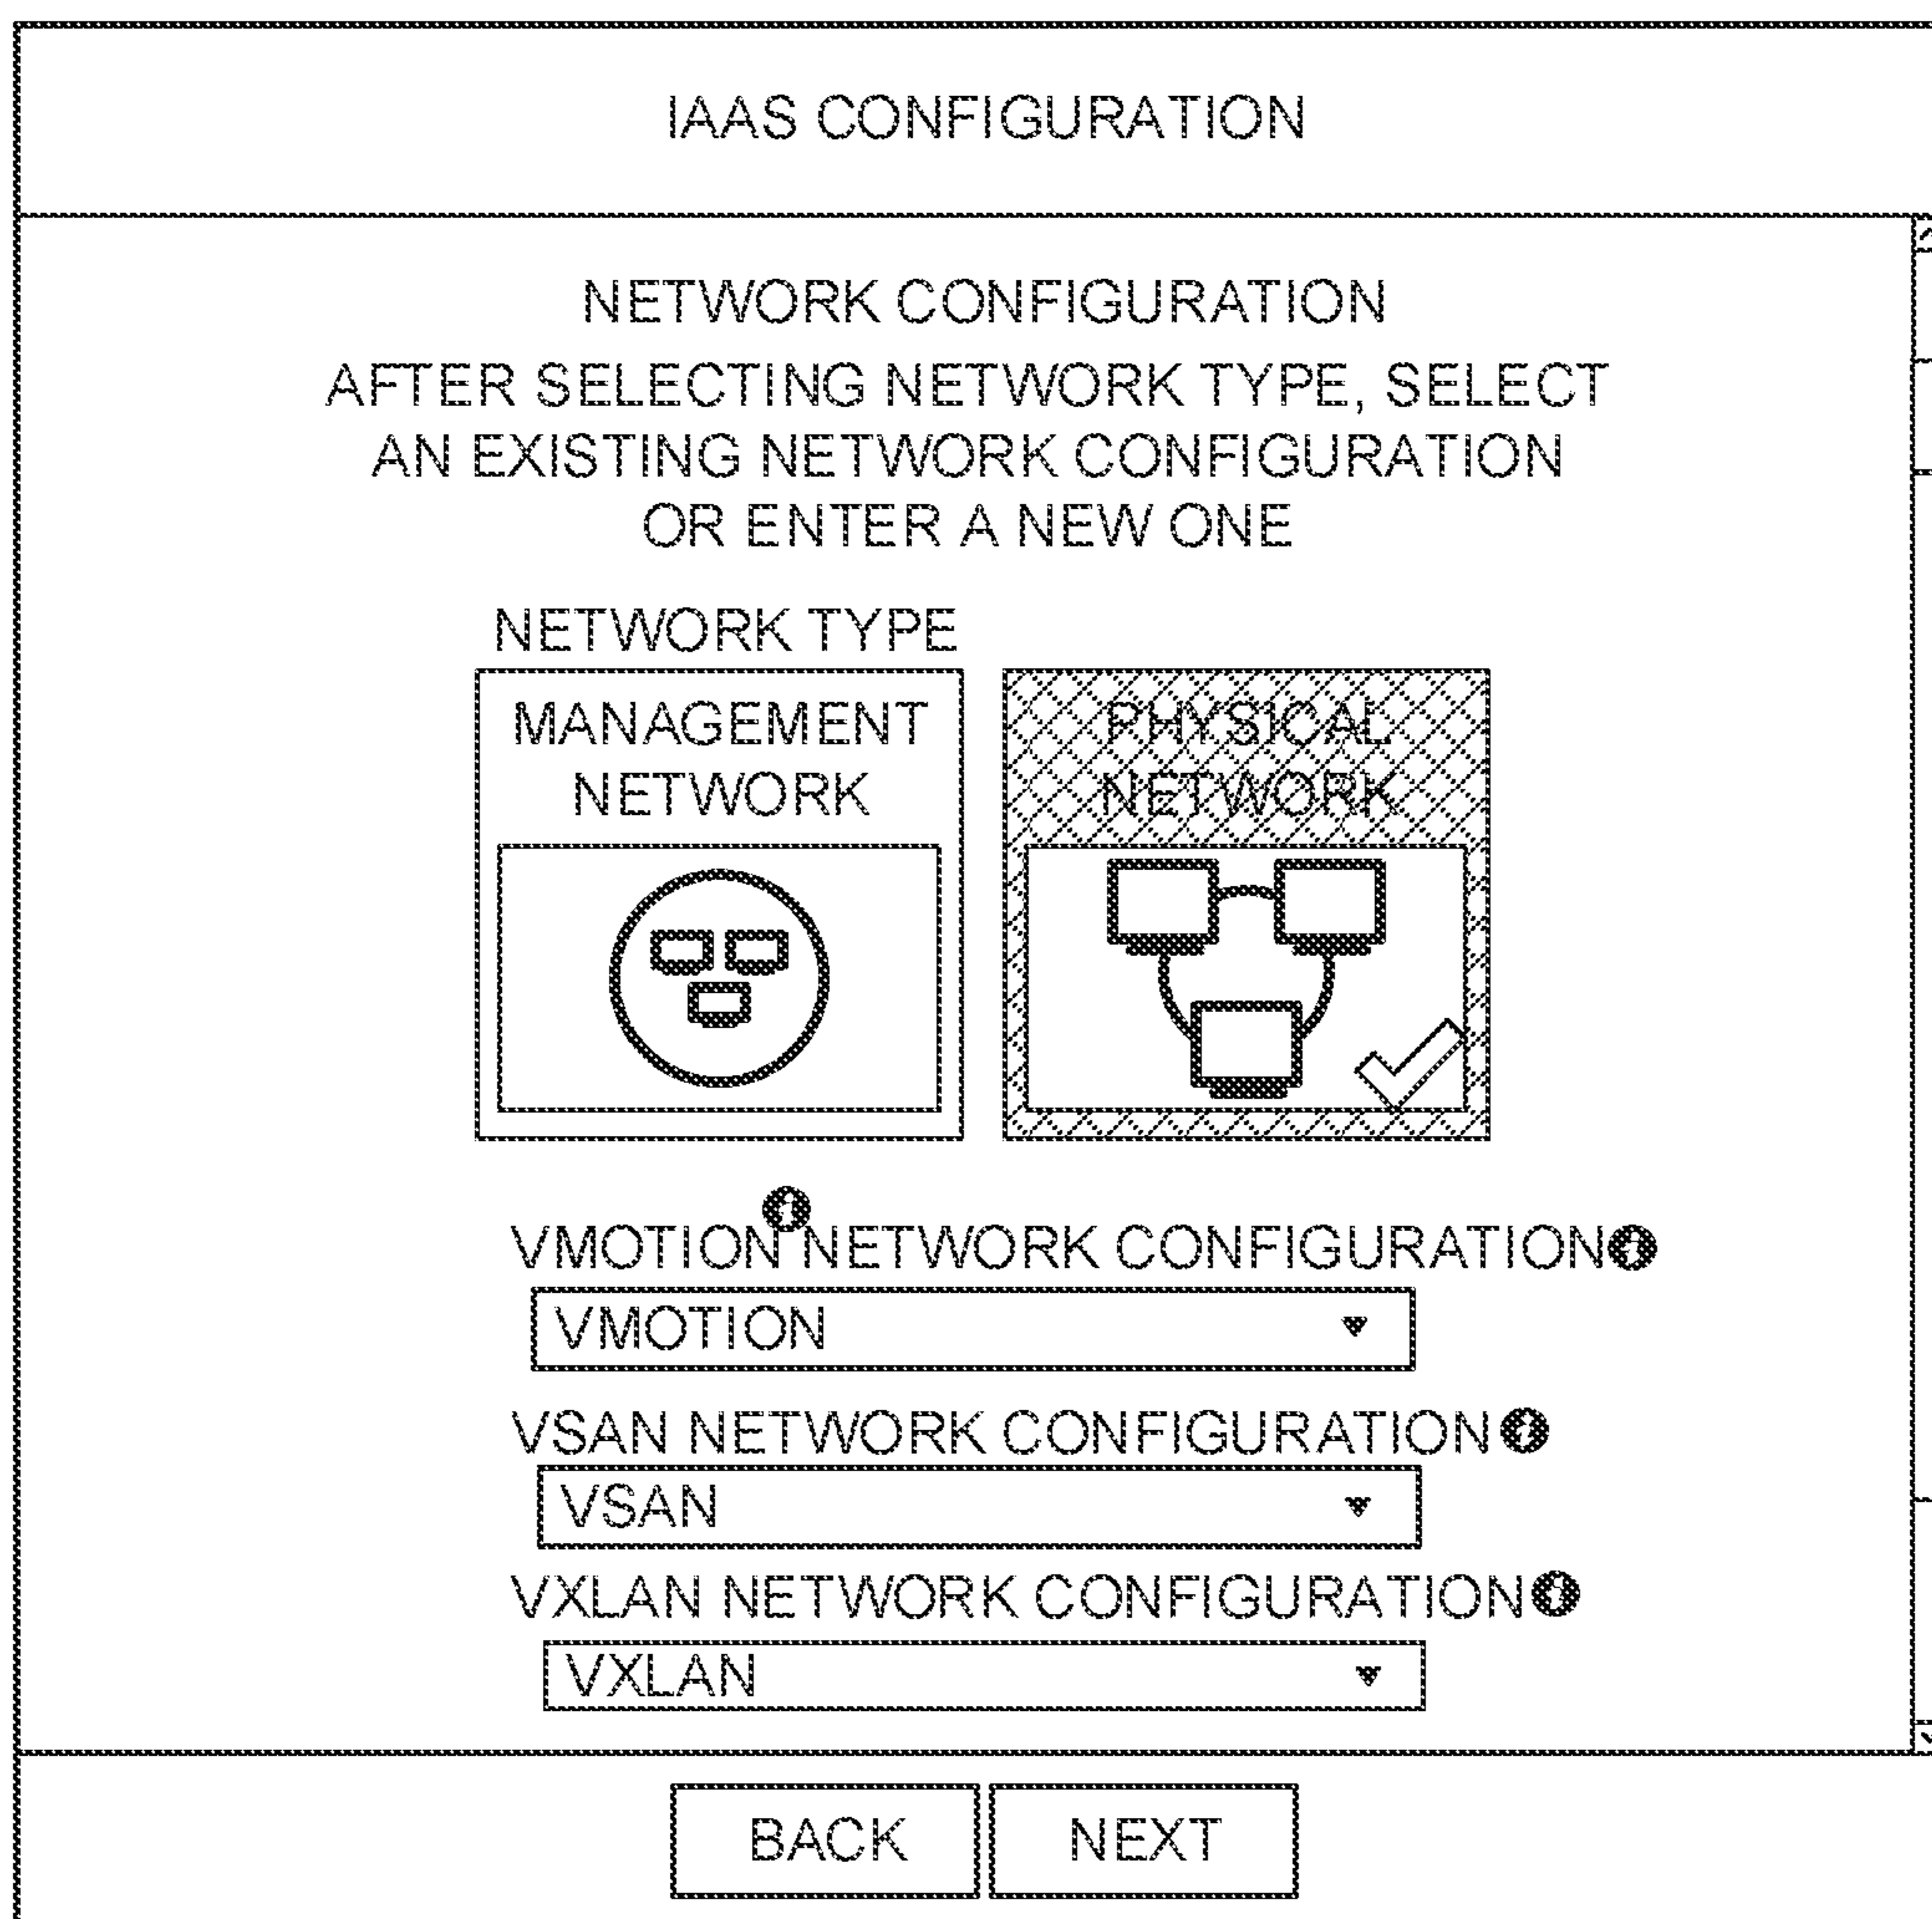 IAAS CONFIGURATION
NETWORK CONFIGURATION
AFTER SELECTING NETWORK TYPE, SELECT
AN EXISTING NETWORK CONFIGURATION
OR ENTER A NEW ONE
NETWORK TYPE
MANAGEMENT
NETWORK
PHYSICAL
NETWORK
VMOTION NETWORK CONFIGURATION
VMOTION
VSAN NETWORK CONFIGURATION
VSAN
VXLAN NETWORK CONFIGURATION
VXLAN
BACK NEXT